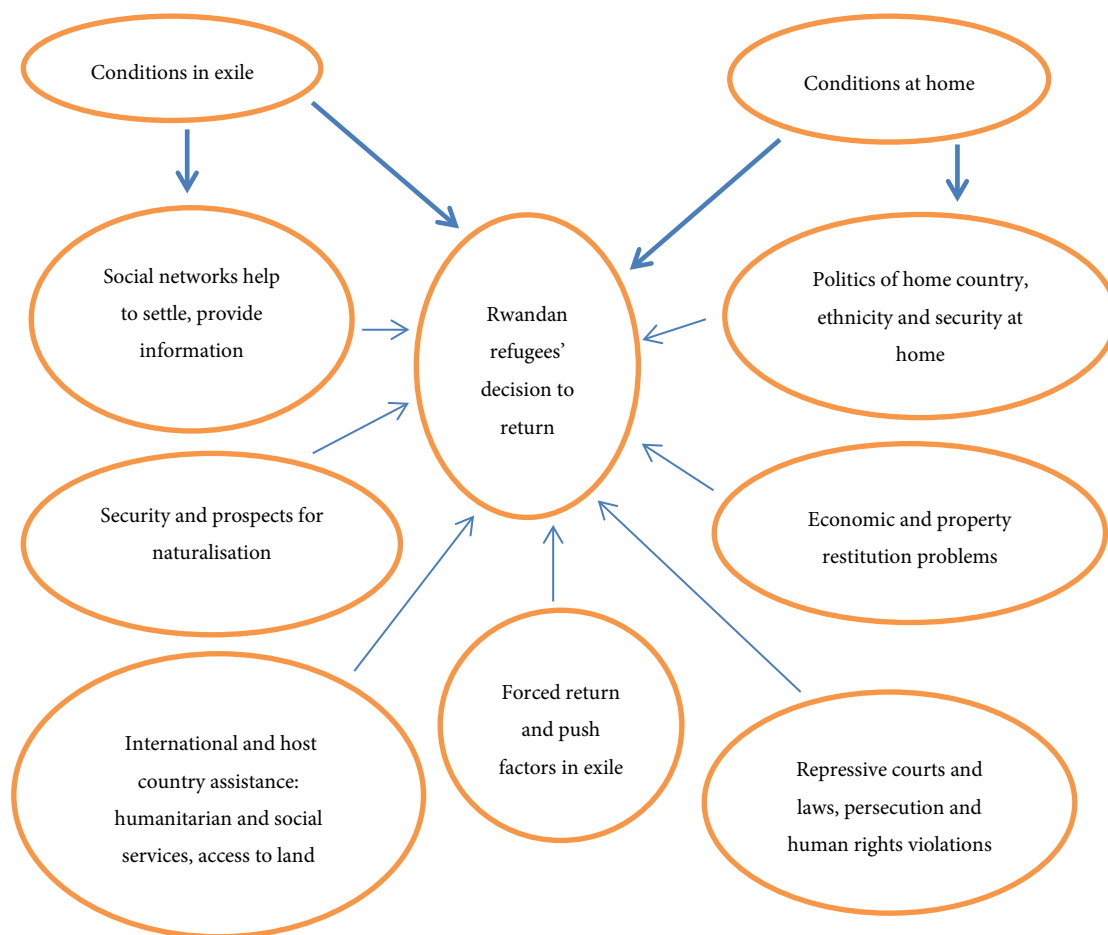 Conditions in exile
Conditions at home
Social networks help
to settle, provide
information
Rwandan
refugees’
decision to
return
Politics of home country,
ethnicity and security at
home
Security and prospects for
naturalisation
Economic and property
restitution problems
International and host
country assistance:
humanitarian and social
services, access to land
Forced return
and push
factors in exile
Repressive courts and
laws, persecution and
human rights violations